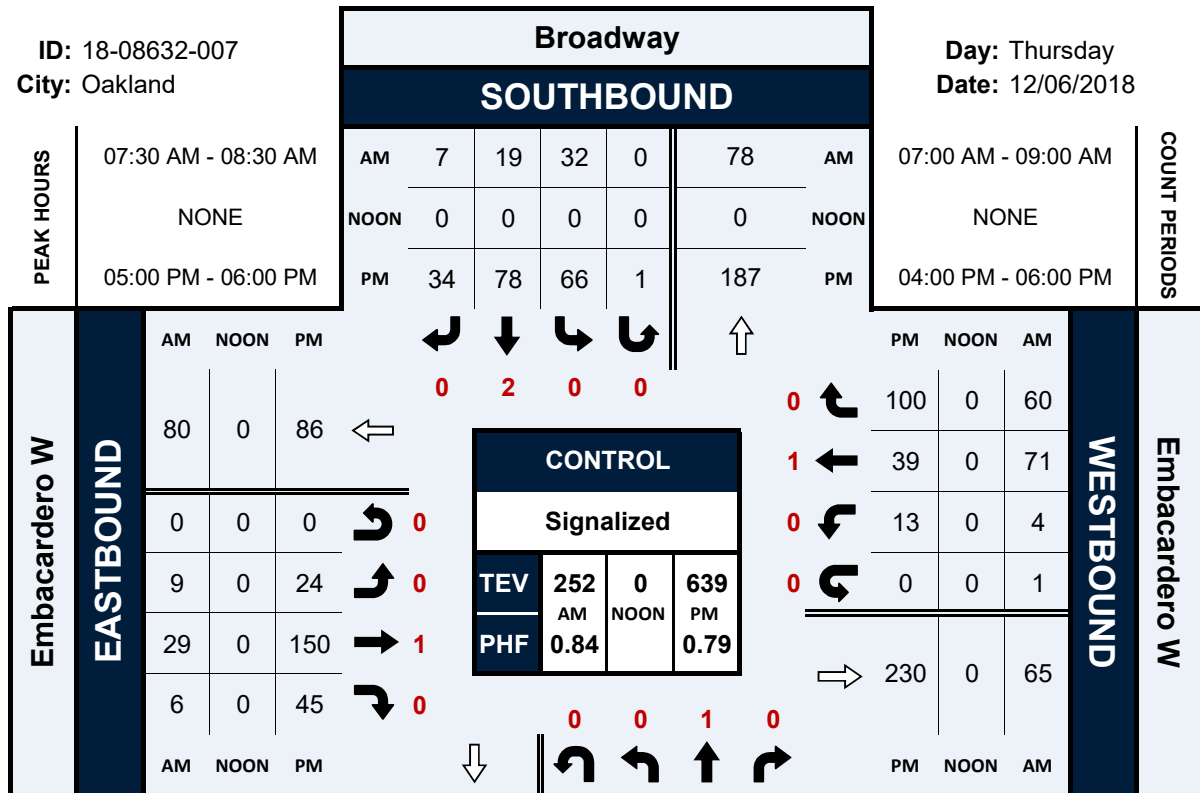 ID: 18-08632-007
City: Oakland
Broadway
SOUTHBOUND
Day: Thursday
Date: 12/06/2018
PEAK HOURS
07:30 AM - 08:30 AM
NONE
05:00 PM - 06:00 PM
AM 7 19 32 0 78 AM
NOON 0 0 0 0 0 NOON
PM 34 78 66 1 187 PM
07:00 AM - 09:00 AM
NONE
04:00 PM - 06:00 PM
COUNT PERIODS
0 2 0 0
Embacardero W
EASTBOUND
AM NOON PM
80 0 86
0 0 0 0
9 0 24 0
29 0 150 1
6 0 45 0
AM NOON PM
CONTROL
Signalized
TEV 252 0 639
AM NOON PM
PHF 0.84 0.79
PM NOON AM
0 100 0 60
1 39 0 71
0 13 0 4
0 0 0 1
230 0 65
PM NOON AM
WESTBOUND
Embacardero W
0 0 1 0